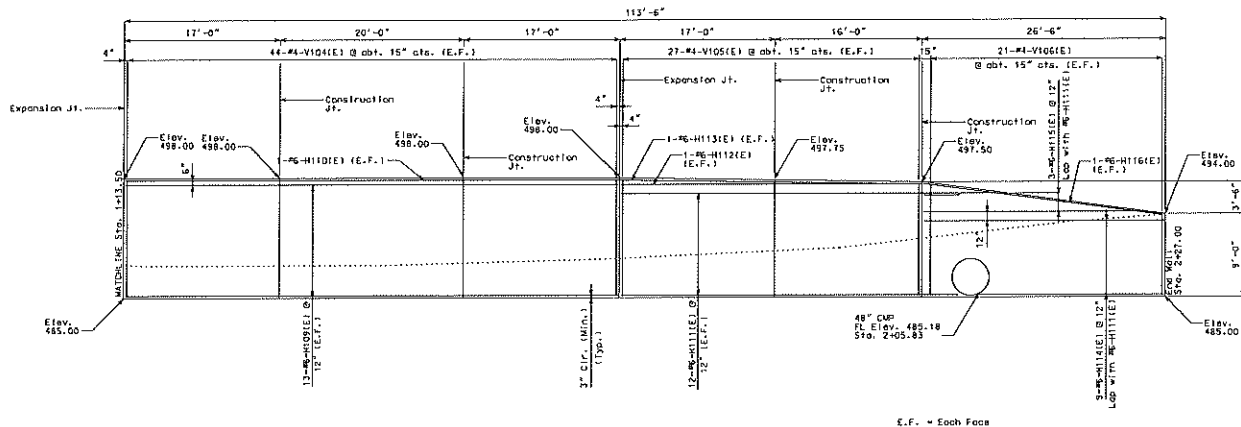 113'-6"
17'-0" 20'-0" 17'-0" 17'-0" 16'-0" 26'-6"
4" 44-#4-V104(E) @ abt. 15" cts. (E.F.) 27-#4-V105(E) @ abt. 15" cts. (E.F.) 15" 21-#4-V106(E)
@ abt. 15" cts. (E.F.)
Expansion Jt.
Construction
Jt.
Expansion Jt.
Construction
Jt.
4"
4"
Construction
Jt.
Construction
Jt.
Elev.
498.00
Elev.
498.00
Elev.
498.00
Elev.
498.00
Elev.
497.75
Elev.
497.50
Elev.
494.00
6"
1-#6-H110(E) (E.F.)
1-#6-H113(E) (E.F.)
1-#6-H112(E)
(E.F.)
3-#6-H115(E) @ 12"
Lap with #6-H111(E)
1-#6-H116(E)
(E.F.)
MATCHLINE Sta. 1+13.50
3'-6"
9'-0"
12"
End Wall
Sta. 2+27.00
Elev.
485.00
13-#6-H109(E) @
12" (E.F.)
3" Clr. (Min.)
(Typ.)
12-#6-H111(E) @
12" (E.F.)
48" CMP
FL Elev. 485.18
Sta. 2+05.83
9-#6-H114(E) @ 12"
Lap with #6-H111(E)
Elev.
485.00
E.F. = Each Face